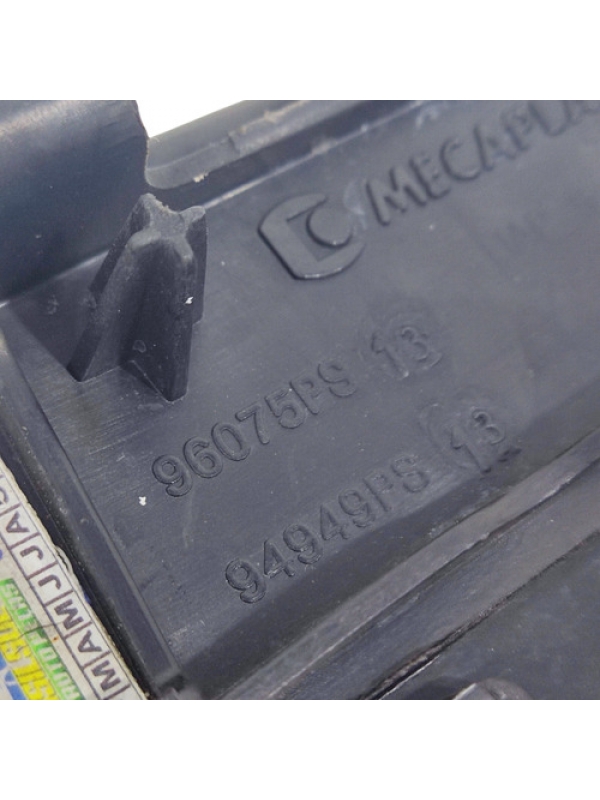 MECAPLA
96075PS 13
94949PS 13
M A M J J A S